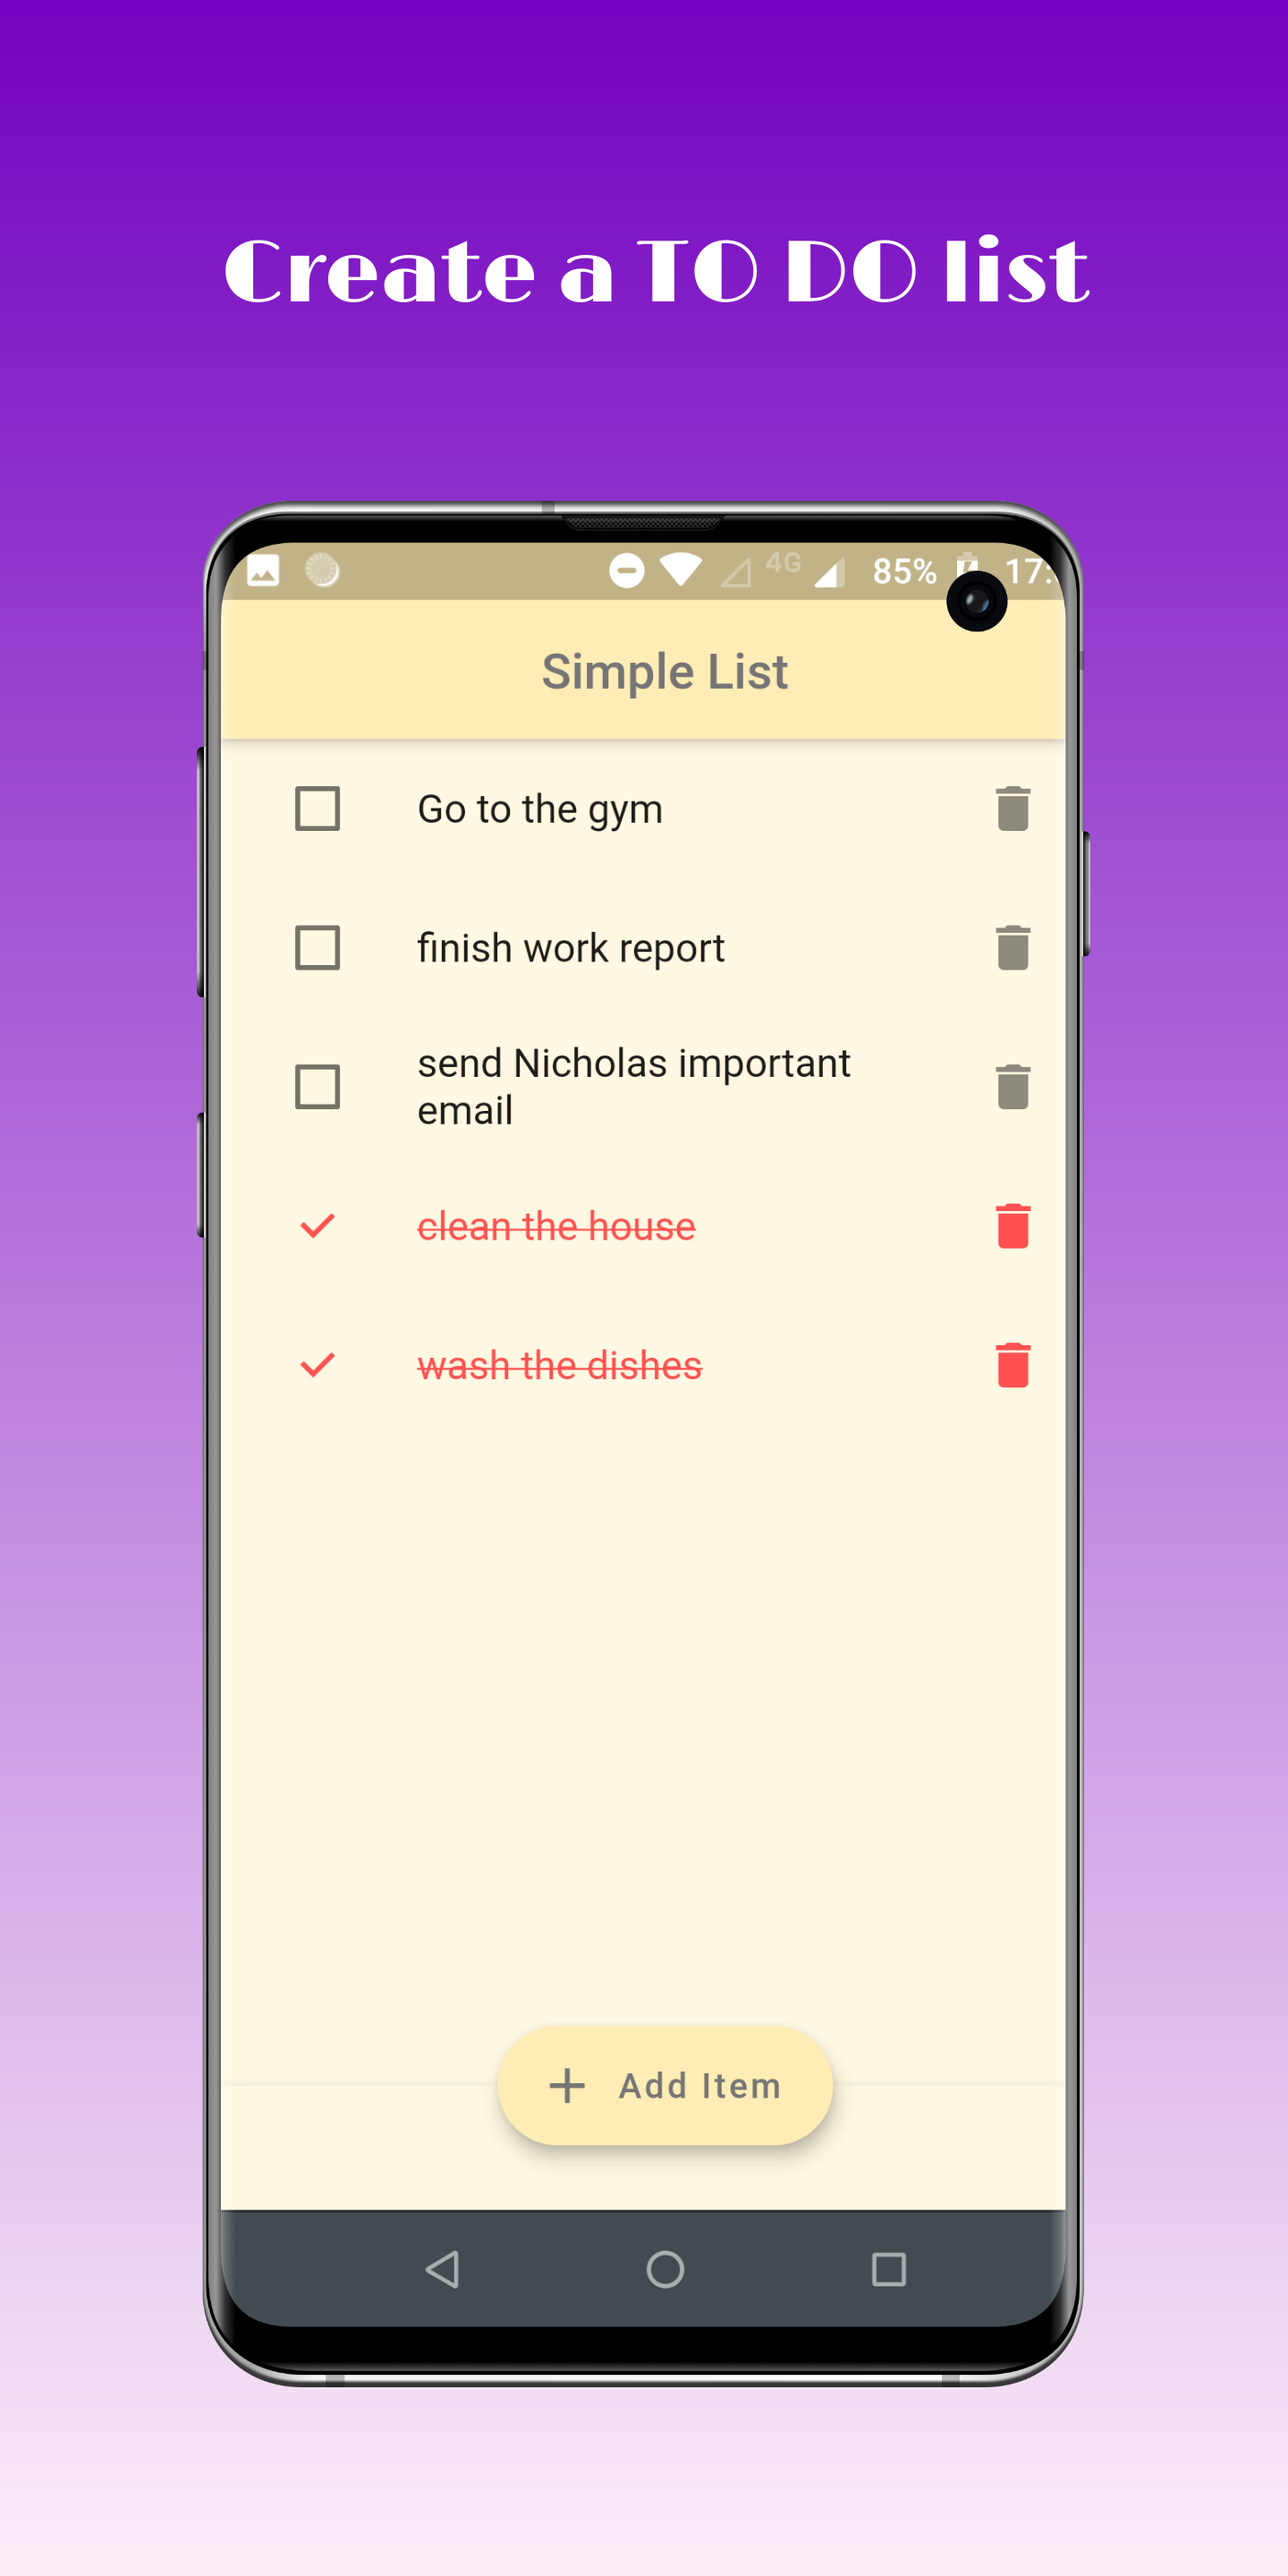 Create a TO DO list
4G 85% 17:
Simple List
Go to the gym
finish work report
send Nicholas important
email
clean the house
wash the dishes
Add Item